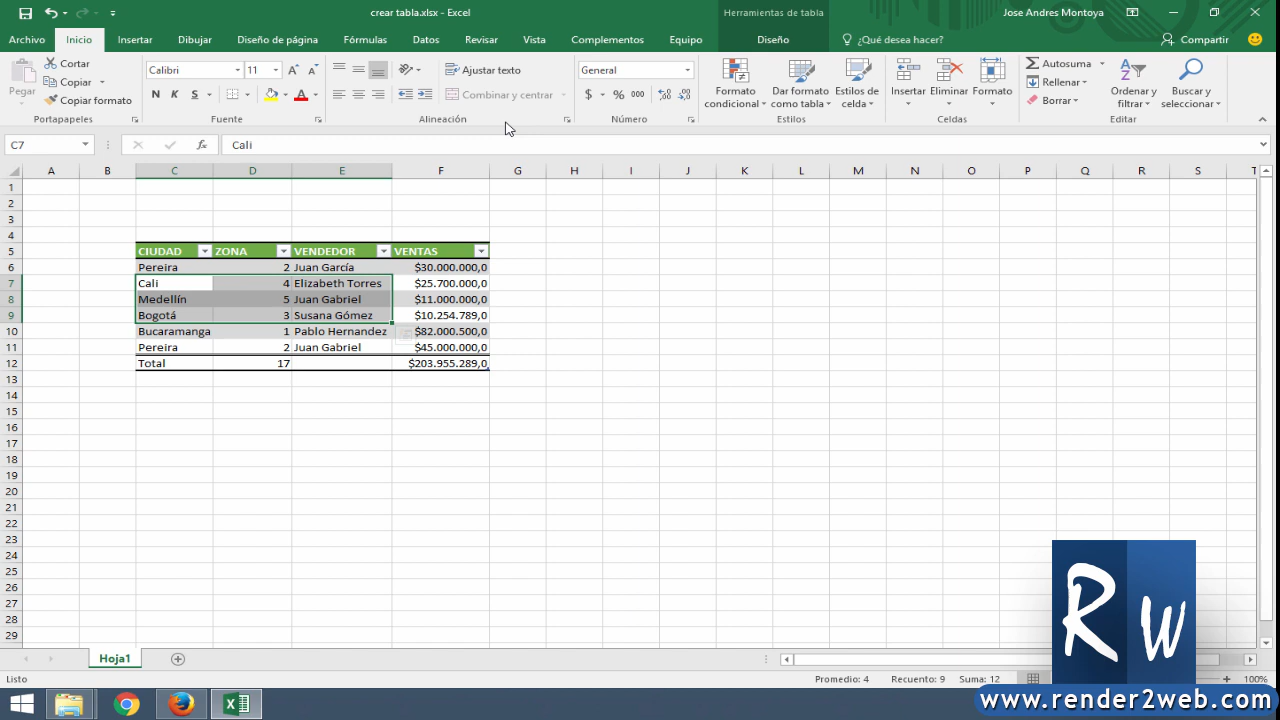 crear tabla.xlsx - Excel
Herramientas de tabla
Jose Andres Montoya
Archivo Inicio Insertar Dibujar Diseño de página Fórmulas Datos Revisar Vista Complementos Equipo Diseño ¿Qué desea hacer? Compartir
Pegar
Cortar
Copiar
Copiar formato
Portapapeles
Calibri 11
N K S
Fuente
Ajustar texto
Combinar y centrar
Alineación
General
$ % 000
Número
Formato condicional
Dar formato como tabla
Estilos de celda
Estilos
Insertar Eliminar Formato
Celdas
Autosuma
Rellenar
Borrar
Ordenar y filtrar
Buscar y seleccionar
Editar
C7 fx Cali
A B C D E F G H I J K L M N O P Q R S T
1
2
3
4
5 CIUDAD ZONA VENDEDOR VENTAS
6 Pereira 2 Juan García $30.000.000,0
7 Cali 4 Elizabeth Torres $25.700.000,0
8 Medellín 5 Juan Gabriel $11.000.000,0
9 Bogotá 3 Susana Gómez $10.254.789,0
10 Bucaramanga 1 Pablo Hernandez $82.000.500,0
11 Pereira 2 Juan Gabriel $45.000.000,0
12 Total 17 $203.955.289,0
13
14
15
16
17
18
19
20
21
22
23
24
25
26
27
28
29
Hoja1
Listo Promedio: 4 Recuento: 9 Suma: 12 100%
RW
www.render2web.com